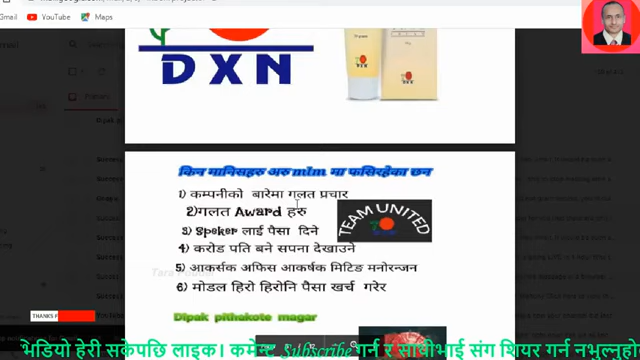 Gmail YouTube Maps
DXN
किन मानिसहरु अरु mlm मा फसिरहेका छन
1) कम्पनीको बारेमा गलत प्रचार
2)गलत Award हरु
3) Speker लाई पैसा दिने
4) करोड पति बने सपना देखाउने
5) आकर्सक अफिस आकर्षक मिटिङ मनोरन्जन
6) मोडल हिरो हिरोनि पैसा खर्च गरेर
TEAM UNITED
Dipak pithakote magar
THANKS
भिडियो हेरी सकेपछि लाइक। कमेन्ट Subscribe गर्न र साथीभाई संग शियर गर्न नभुल्नुहो